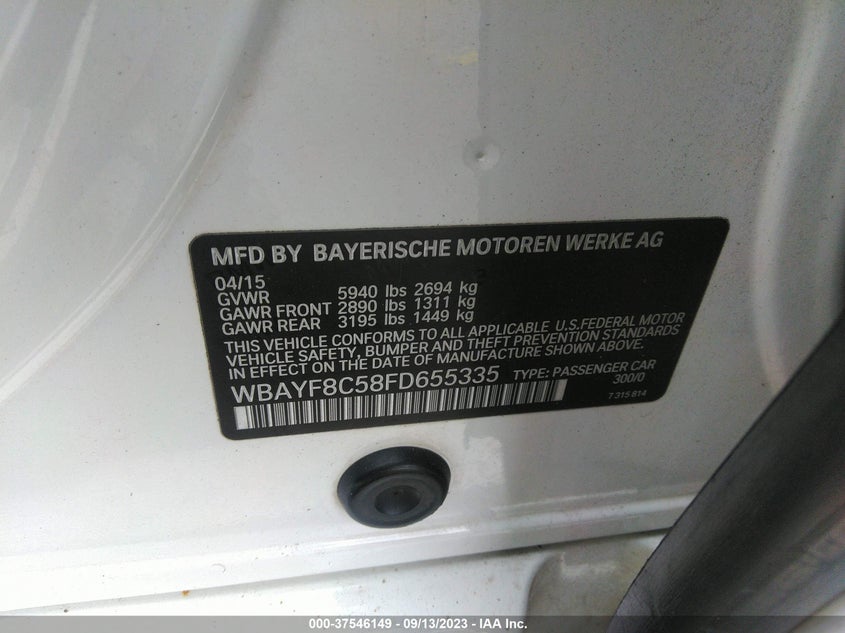 MFD BY BAYERISCHE MOTOREN WERKE AG
04/15
GVWR 5940 lbs 2694 kg
GAWR FRONT 2890 lbs 1311 kg
GAWR REAR 3195 lbs 1449 kg
THIS VEHICLE CONFORMS TO ALL APPLICABLE U.S.FEDERAL MOTOR
VEHICLE SAFETY, BUMPER AND THEFT PREVENTION STANDARDS
IN EFFECT ON THE DATE OF MANUFACTURE SHOWN ABOVE.
WBAYF8C58FD655335 TYPE: PASSENGER CAR
300/0
7 315 814
000-37546149 - 09/13/2023 - IAA Inc.